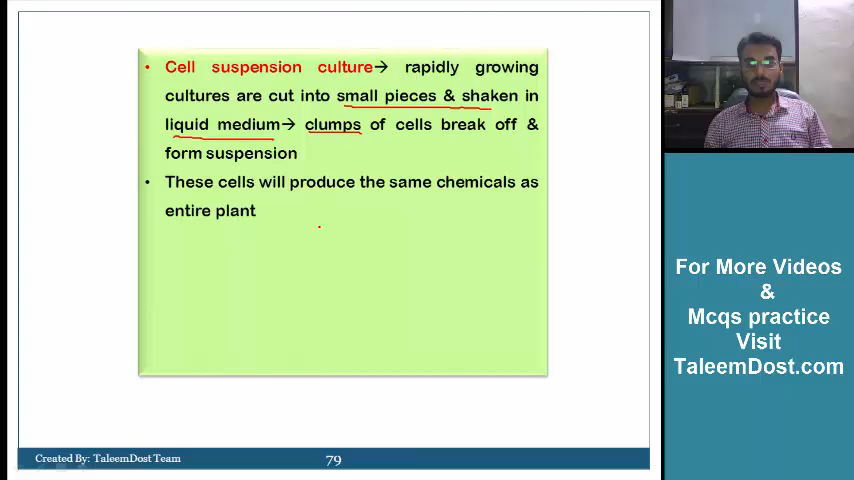 • Cell suspension culture→ rapidly growing
cultures are cut into small pieces & shaken in
liquid medium→ clumps of cells break off &
form suspension
• These cells will produce the same chemicals as
entire plant
For More Videos
&
Mcqs practice
Visit
TaleemDost.com
Created By: TaleemDost Team
79